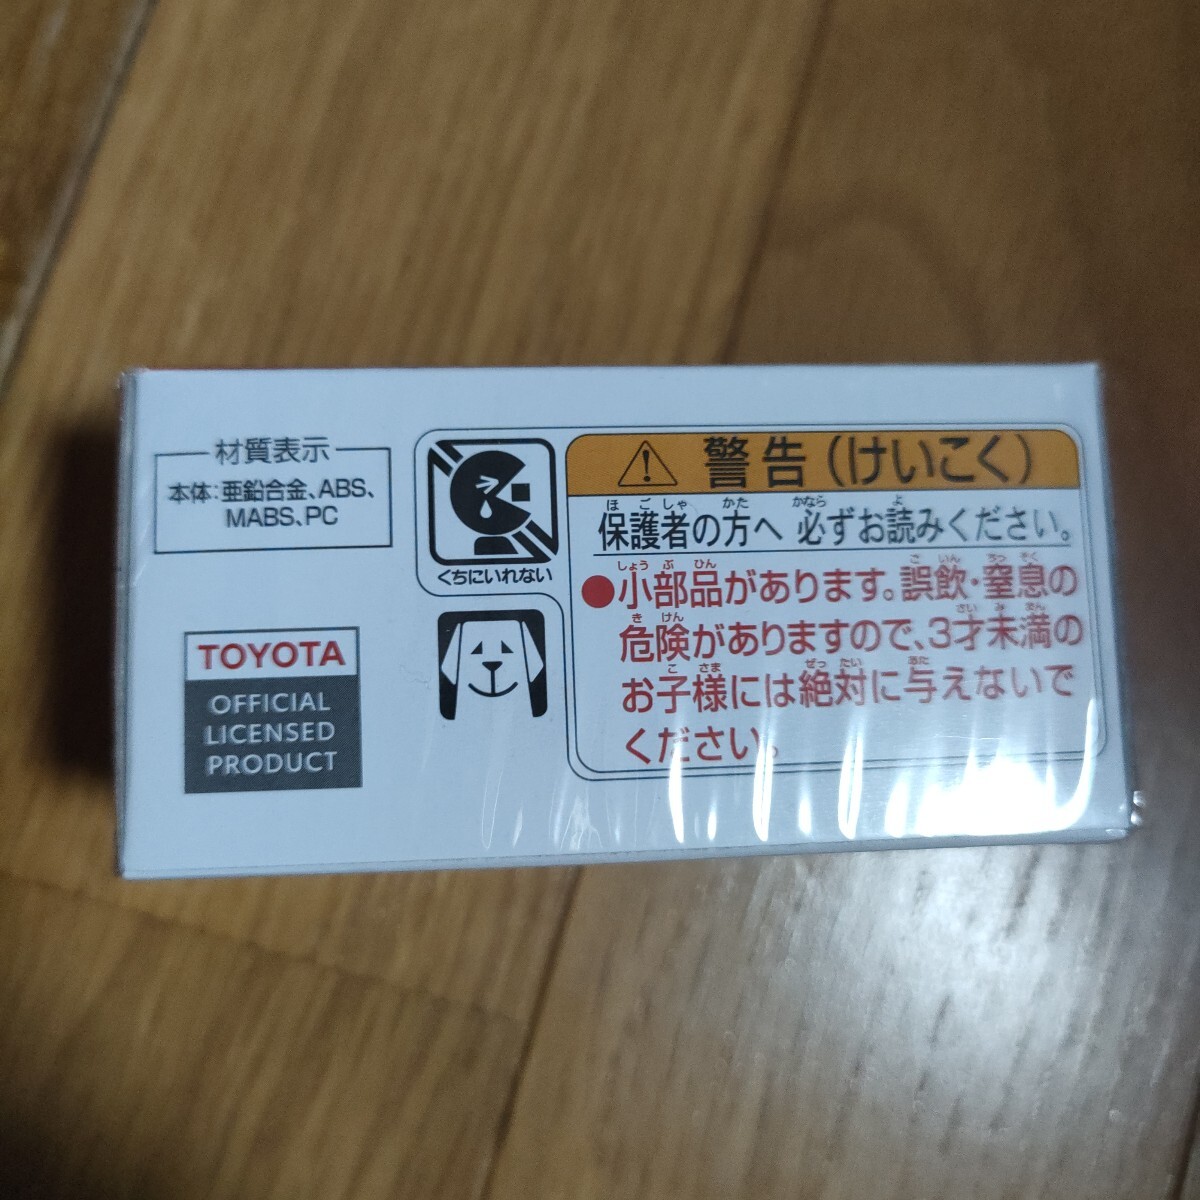 材質表示
本体：亜鉛合金、ABS、
MABS、PC
TOYOTA
OFFICIAL
LICENSED
PRODUCT
くちにいれない
警告（けいこく）
保護者の方へ 必ずお読みください。
●小部品があります。誤飲・窒息の
危険がありますので、3才未満の
お子様には絶対に与えないで
ください。